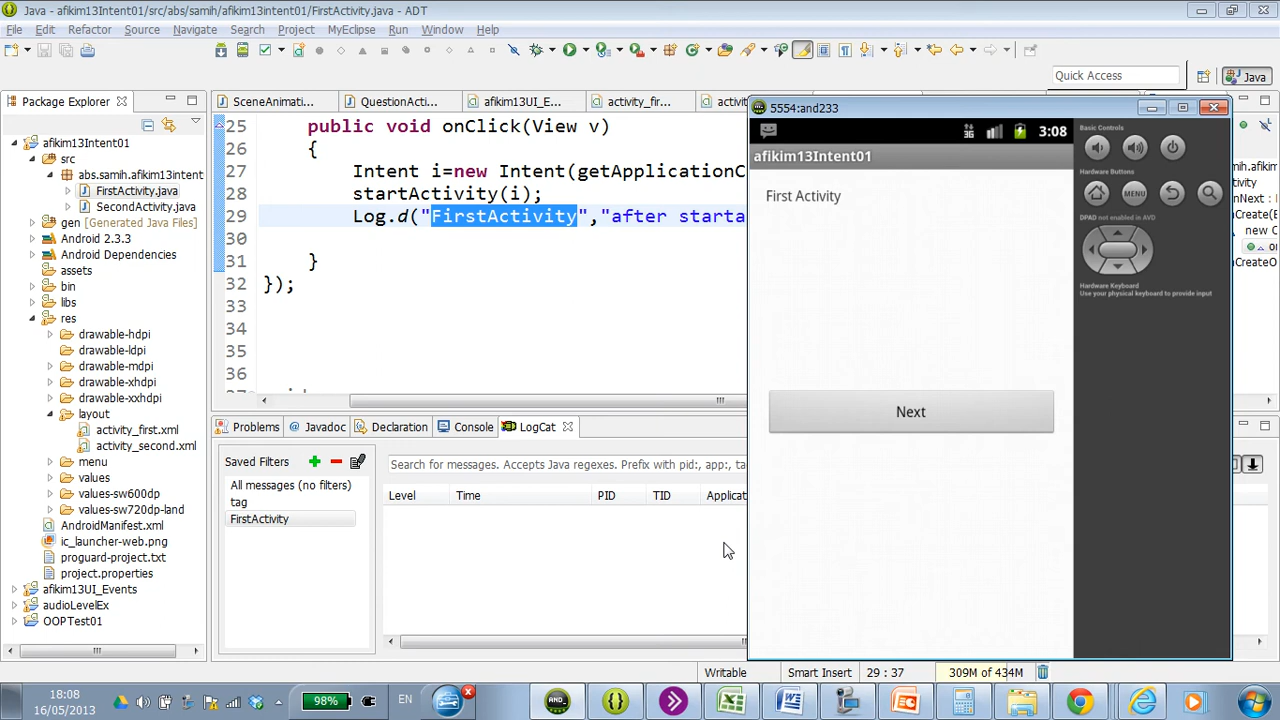 Java - afikim13Intent01/src/abs/samih/afikim13intent01/FirstActivity.java - ADT
File Edit Refactor Source Navigate Search Project MyEclipse Run Window Help
Quick Access
Java
Package Explorer
SceneAnimati...
QuestionActi...
afikim13UI_E...
activity_fir...
activ
afikim13Intent01
src
abs.samih.afikim13intent
FirstActivity.java
SecondActivity.java
gen [Generated Java Files]
Android 2.3.3
Android Dependencies
assets
bin
libs
res
drawable-hdpi
drawable-ldpi
drawable-mdpi
drawable-xhdpi
drawable-xxhdpi
layout
activity_first.xml
activity_second.xml
menu
values
values-sw600dp
values-sw720dp-land
AndroidManifest.xml
ic_launcher-web.png
proguard-project.txt
project.properties
afikim13UI_Events
audioLevelEx
OOPTest01
25 public void onClick(View v)
26 {
27 Intent i=new Intent(getApplicationC
28 startActivity(i);
29 Log.d("FirstActivity","after starta
30
31 }
32 });
33
34
35
36
Problems Javadoc Declaration Console LogCat
Saved Filters
All messages (no filters)
tag
FirstActivity
Search for messages. Accepts Java regexes. Prefix with pid:, app:, ta
Level Time PID TID Applicat
5554:and233
3G 3:08
afikim13Intent01
First Activity
Next
Basic Controls
Hardware Buttons
MENU
DPAD not enabled in AVD
Hardware Keyboard
Use your physical keyboard to provide input
Writable Smart Insert 29 : 37 309M of 434M
18:08
16/05/2013
98%
EN